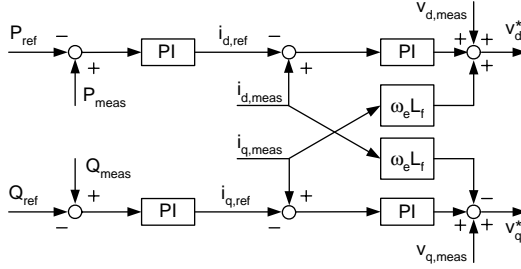 v_d,meas
P_ref − + PI i_d,ref − + PI + + + v_d^*
P_meas
i_d,meas
ω_e L_f
i_q,meas
ω_e L_f
Q_meas
Q_ref + − PI i_q,ref + − PI − + + v_q^*
v_q,meas